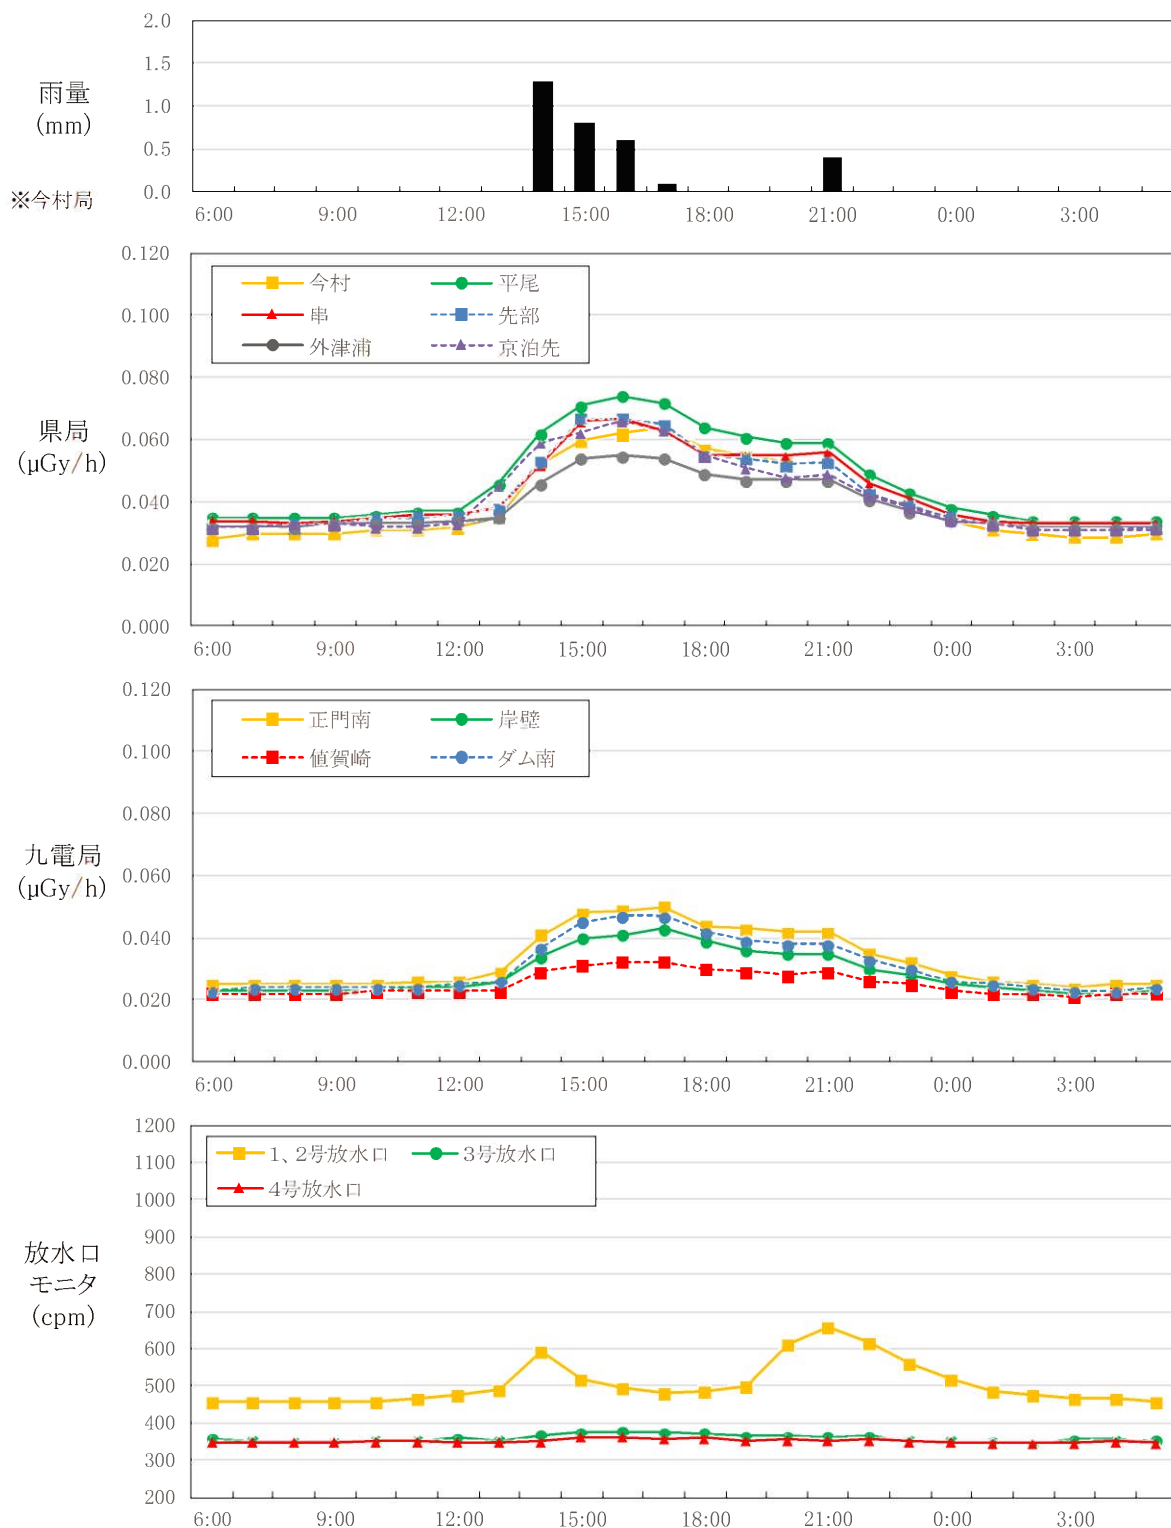 2.0
1.5
1.0
0.5
0.0
雨量
(mm)
※今村局
6:00 9:00 12:00 15:00 18:00 21:00 0:00 3:00
0.120
0.100
0.080
0.060
0.040
0.020
0.000
今村 平尾
串 先部
外津浦 京泊先
県局
(μGy/h)
6:00 9:00 12:00 15:00 18:00 21:00 0:00 3:00
0.120
0.100
0.080
0.060
0.040
0.020
0.000
正門南 岸壁
値賀崎 ダム南
九電局
(μGy/h)
6:00 9:00 12:00 15:00 18:00 21:00 0:00 3:00
1200
1100
1000
900
800
700
600
500
400
300
200
1、2号放水口 3号放水口
4号放水口
放水口
モニタ
(cpm)
6:00 9:00 12:00 15:00 18:00 21:00 0:00 3:00